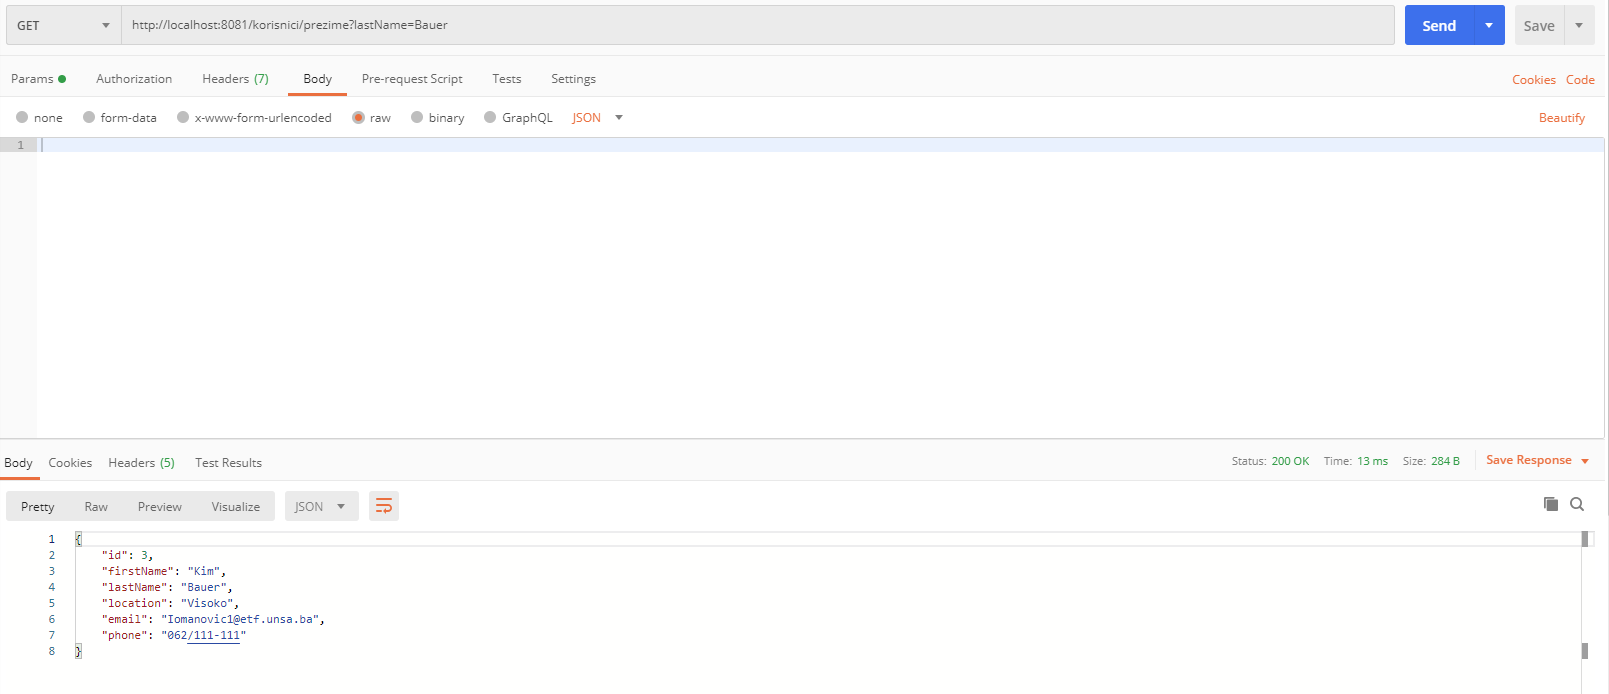 GET http://localhost:8081/korisnici/prezime?lastName=Bauer Send Save
Params Authorization Headers (7) Body Pre-request Script Tests Settings Cookies Code
none form-data x-www-form-urlencoded raw binary GraphQL JSON Beautify
1
Body Cookies Headers (5) Test Results Status: 200 OK Time: 13 ms Size: 284 B Save Response
Pretty Raw Preview Visualize JSON
1 {
2 "id": 3,
3 "firstName": "Kim",
4 "lastName": "Bauer",
5 "location": "Visoko",
6 "email": "Iomanovic1@etf.unsa.ba",
7 "phone": "062/111-111"
8 }